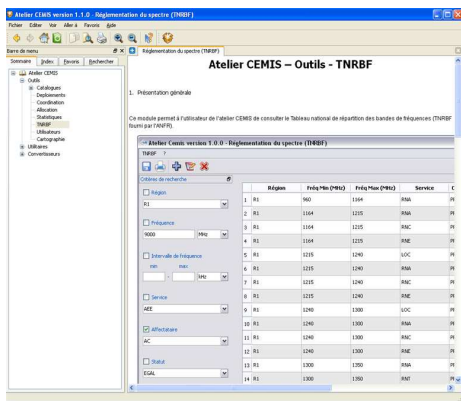 Atelier CEMIS version 1.1.0 - Réglementation du spectre (TNRBF)
Fichier Editer Voir Aller à Favoris Aide
Barre de menu
Réglementation du spectre (TNRBF)
Sommaire Index Favoris Rechercher
Atelier CEMIS
Outils
Catalogues
Deploiements
Coordination
Allocation
Statistiques
TNRBF
Utilisateurs
Cartographie
Utilitaires
Convertisseurs
Atelier CEMIS – Outils - TNRBF
1. Présentation générale
Ce module permet à l'utilisateur de l'atelier CEMIS de consulter le Tableau national de répartition des bandes de fréquences (TNRBF
fourni par l'ANFR).
Atelier Cemis version 1.0.0 - Réglementation du spectre (TNRBF)
TNRBF
Critères de recherche
Région
R1
Fréquence
9000 MHz
Intervalle de fréquence
min max
- kHz
Service
AEE
Affectataire
AC
Statut
EGAL
Région Fréq Min (MHz) Fréq Max (MHz) Service
1 R1 960 1164 RNA
2 R1 1164 1215 RNA
3 R1 1164 1215 RNC
4 R1 1164 1215 RNE
5 R1 1215 1240 LOC
6 R1 1215 1240 RNA
7 R1 1215 1240 RNC
8 R1 1215 1240 RNE
9 R1 1240 1300 LOC
10 R1 1240 1300 RNA
11 R1 1240 1300 RNC
12 R1 1240 1300 RNE
13 R1 1300 1350 RNA
14 R1 1300 1350 RNT